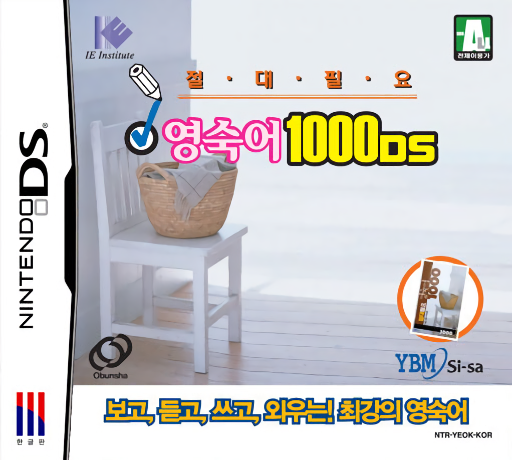 IE Institute
전체이용가
절·대·필·요
영숙어1000DS
NINTENDO DS
1000
YBM Si-sa
Obunsha
보고, 듣고, 쓰고, 외우는! 최강의 영숙어
한글판
NTR-YEOK-KOR